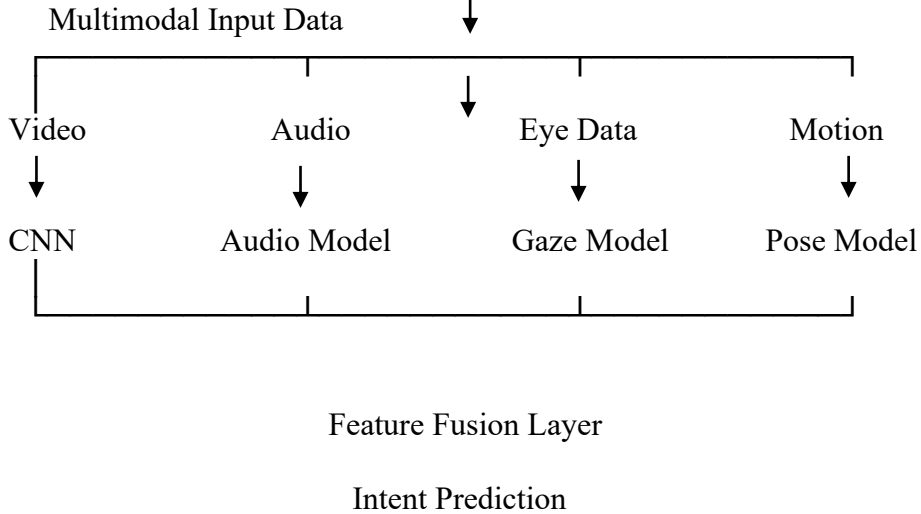 Multimodal Input Data
Video Audio Eye Data Motion
CNN Audio Model Gaze Model Pose Model
Feature Fusion Layer
Intent Prediction